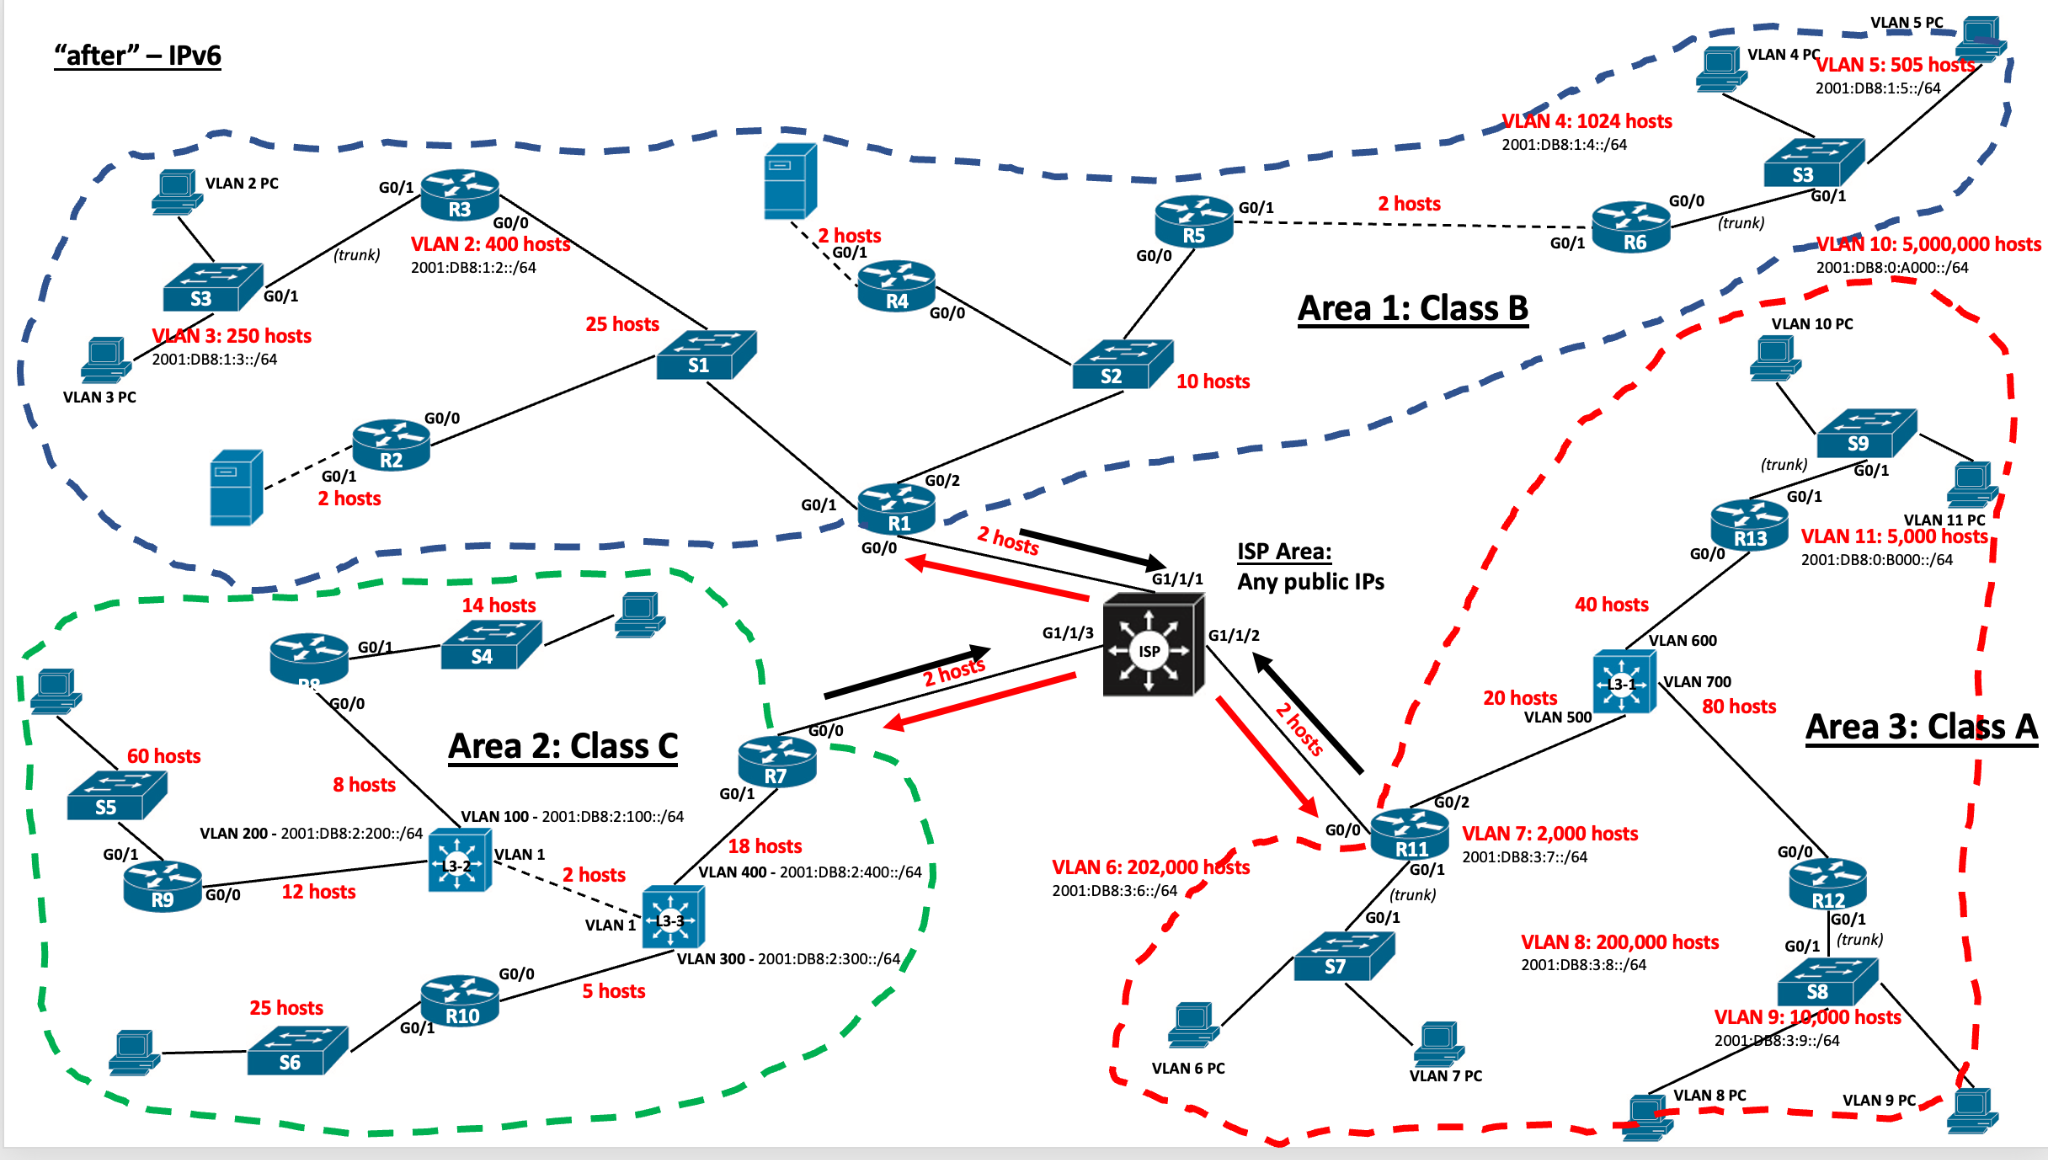 “after” – IPv6
VLAN 5 PC
VLAN 4 PC
VLAN 5: 505 hosts
2001:DB8:1:5::/64
VLAN 4: 1024 hosts
2001:DB8:1:4::/64
S3
G0/1
VLAN 2 PC
G0/1
R3
G0/0
VLAN 2: 400 hosts
2001:DB8:1:2::/64
(trunk)
S3
G0/1
VLAN 3: 250 hosts
2001:DB8:1:3::/64
VLAN 3 PC
25 hosts
S1
G0/0
R2
G0/1
2 hosts
2 hosts
G0/1
R4
G0/0
R5
G0/1
G0/0
2 hosts
G0/1
R6
G0/0
(trunk)
S2
10 hosts
Area 1: Class B
G0/2
G0/1
R1
G0/0
2 hosts
ISP Area:
Any public IPs
G1/1/1
G1/1/3
G1/1/2
ISP
2 hosts
2 hosts
VLAN 10: 5,000,000 hosts
2001:DB8:0:A000::/64
VLAN 10 PC
S9
(trunk)
G0/1
G0/1
VLAN 11 PC
R13
VLAN 11: 5,000 hosts
2001:DB8:0:B000::/64
G0/0
40 hosts
VLAN 600
L3-1
VLAN 700
20 hosts
VLAN 500
80 hosts
Area 3: Class A
14 hosts
G0/1
S4
R8
G0/0
60 hosts
S5
Area 2: Class C
G0/0
R7
G0/1
8 hosts
VLAN 100 - 2001:DB8:2:100::/64
VLAN 200 - 2001:DB8:2:200::/64
G0/1
R9
G0/0
12 hosts
L3-2
VLAN 1
2 hosts
18 hosts
VLAN 400 - 2001:DB8:2:400::/64
VLAN 1
L3-3
VLAN 300 - 2001:DB8:2:300::/64
G0/0
R10
G0/1
5 hosts
25 hosts
S6
G0/2
G0/0
R11
G0/1
VLAN 7: 2,000 hosts
2001:DB8:3:7::/64
VLAN 6: 202,000 hosts
2001:DB8:3:6::/64
(trunk)
G0/1
S7
VLAN 6 PC
VLAN 7 PC
G0/0
R12
G0/1
(trunk)
G0/1
VLAN 8: 200,000 hosts
2001:DB8:3:8::/64
S8
VLAN 9: 10,000 hosts
2001:DB8:3:9::/64
VLAN 8 PC
VLAN 9 PC